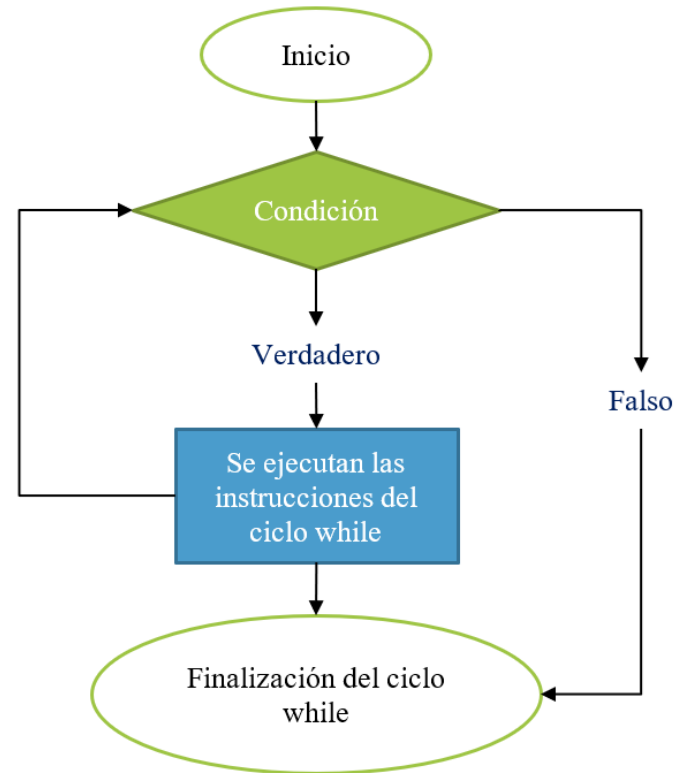 Inicio
Condición
Verdadero
Falso
Se ejecutan las
instrucciones del
ciclo while
Finalización del ciclo
while